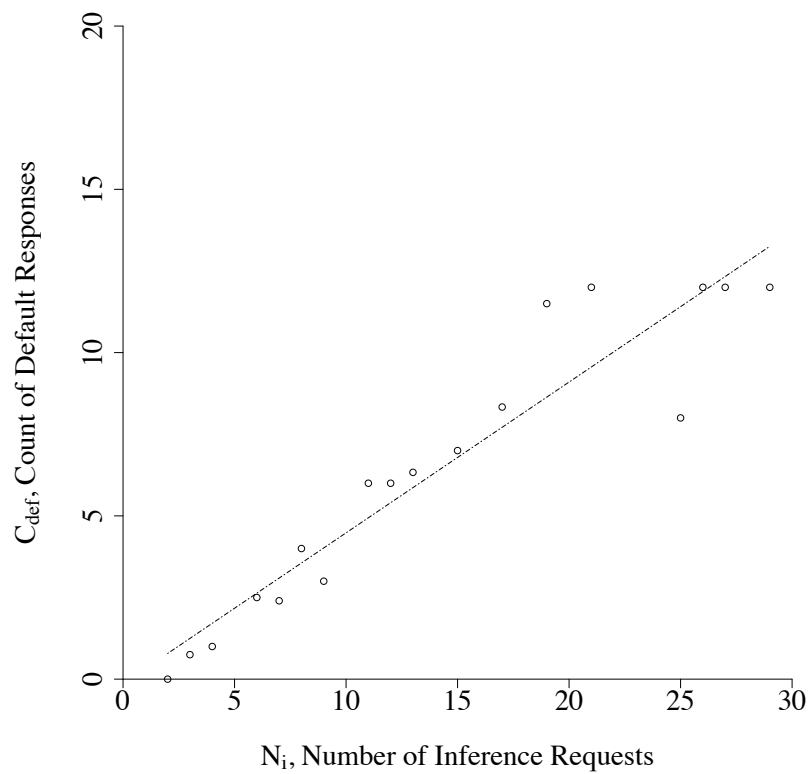 20
15
10
5
0
C_def, Count of Default Responses
0 5 10 15 20 25 30
N_i, Number of Inference Requests